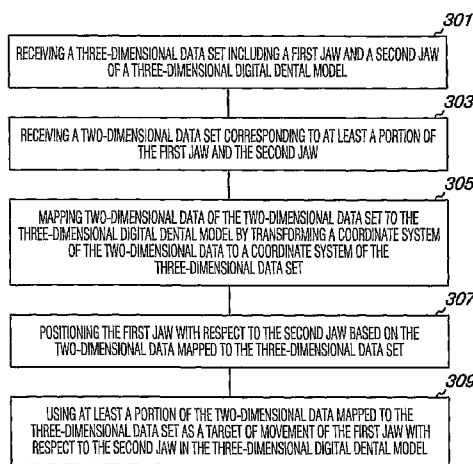 301
RECEIVING A THREE-DIMENSIONAL DATA SET INCLUDING A FIRST JAW AND A SECOND JAW
OF A THREE-DIMENSIONAL DIGITAL DENTAL MODEL
303
RECEIVING A TWO-DIMENSIONAL DATA SET CORRESPONDING TO AT LEAST A PORTION OF
THE FIRST JAW AND THE SECOND JAW
305
MAPPING TWO-DIMENSIONAL DATA OF THE TWO-DIMENSIONAL DATA SET TO THE
THREE-DIMENSIONAL DIGITAL DENTAL MODEL BY TRANSFORMING A COORDINATE SYSTEM
OF THE TWO-DIMENSIONAL DATA TO A COORDINATE SYSTEM OF THE
THREE-DIMENSIONAL DATA SET
307
POSITIONING THE FIRST JAW WITH RESPECT TO THE SECOND JAW BASED ON THE
TWO-DIMENSIONAL DATA MAPPED TO THE THREE-DIMENSIONAL DATA SET
309
USING AT LEAST A PORTION OF THE TWO-DIMENSIONAL DATA MAPPED TO THE
THREE-DIMENSIONAL DATA SET AS A TARGET OF MOVEMENT OF THE FIRST JAW WITH
RESPECT TO THE SECOND JAW IN THE THREE-DIMENSIONAL DIGITAL DENTAL MODEL